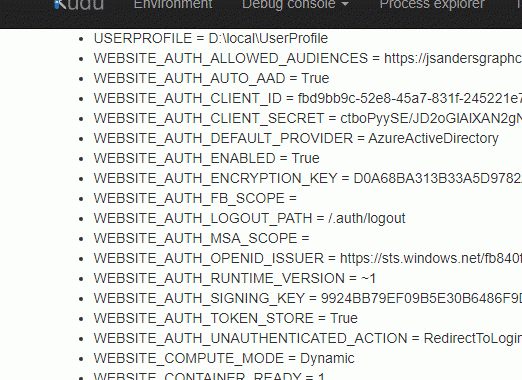 Kudu Environment Debug console Process explorer
USERPROFILE = D:\local\UserProfile
WEBSITE_AUTH_ALLOWED_AUDIENCES = https://jsandersgraphc
WEBSITE_AUTH_AUTO_AAD = True
WEBSITE_AUTH_CLIENT_ID = fbd9bb9c-52e8-45a7-831f-245221e7
WEBSITE_AUTH_CLIENT_SECRET = ctboPyySE/JD2oGlAIXAN2gN
WEBSITE_AUTH_DEFAULT_PROVIDER = AzureActiveDirectory
WEBSITE_AUTH_ENABLED = True
WEBSITE_AUTH_ENCRYPTION_KEY = D0A68BA313B33A5D9782
WEBSITE_AUTH_FB_SCOPE =
WEBSITE_AUTH_LOGOUT_PATH = /.auth/logout
WEBSITE_AUTH_MSA_SCOPE =
WEBSITE_AUTH_OPENID_ISSUER = https://sts.windows.net/fb840f
WEBSITE_AUTH_RUNTIME_VERSION = ~1
WEBSITE_AUTH_SIGNING_KEY = 9924BB79EF09B5E30B6486F9D
WEBSITE_AUTH_TOKEN_STORE = True
WEBSITE_AUTH_UNAUTHENTICATED_ACTION = RedirectToLogin
WEBSITE_COMPUTE_MODE = Dynamic
WEBSITE_CONTAINER_READY = 1